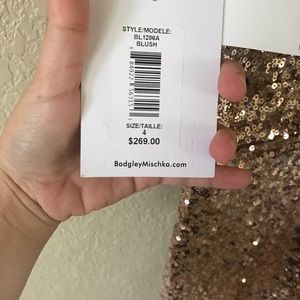 STYLE/MODELE:
BL1206A
BLUSH
SIZE/TAILLE:
4
$269.00
BadgleyMischka.com